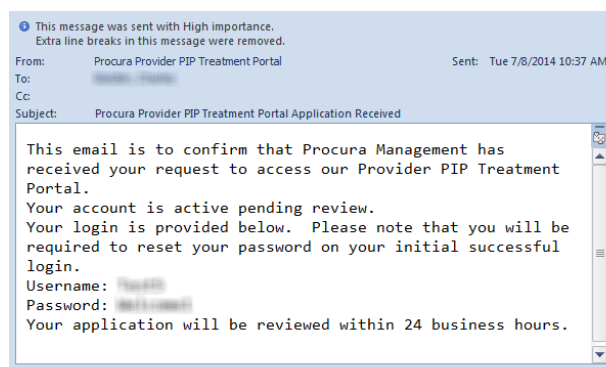 This message was sent with High importance.
Extra line breaks in this message were removed.
From: Procura Provider PIP Treatment Portal Sent: Tue 7/8/2014 10:37 AM
To:
Cc:
Subject: Procura Provider PIP Treatment Portal Application Received
This email is to confirm that Procura Management has
received your request to access our Provider PIP Treatment
Portal.
Your account is active pending review.
Your login is provided below.  Please note that you will be
required to reset your password on your initial successful
login.
Username:
Password:
Your application will be reviewed within 24 business hours.